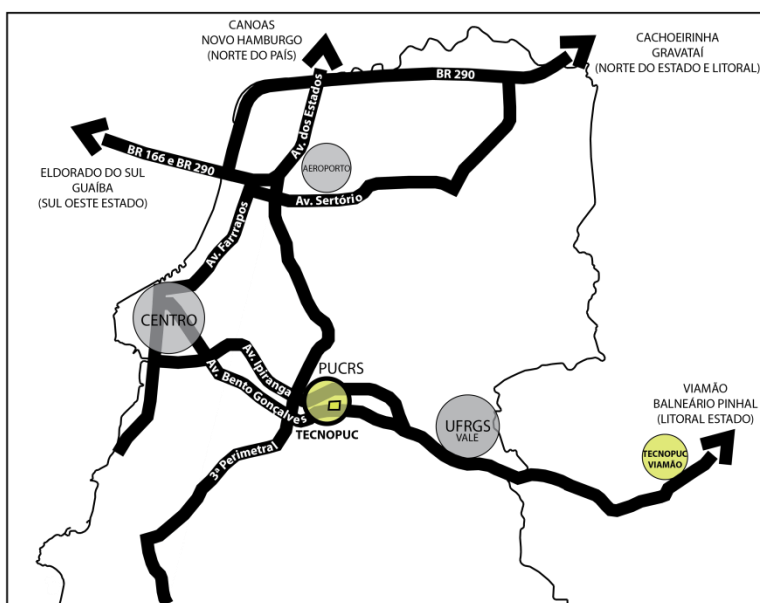 CANOAS
NOVO HAMBURGO
(NORTE DO PAÍS)
CACHOEIRINHA
GRAVATAÍ
(NORTE DO ESTADO E LITORAL)
BR 290
Av. dos Estados
BR 166 e BR 290
AEROPORTO
ELDORADO DO SUL
GUAÍBA
(SUL OESTE ESTADO)
Av. Sertório
Av. Farrrapos
CENTRO
Av. Ipiranga
Av. Bento Gonçalves
PUCRS
TECNOPUC
3ª Perimetral
UFRGS
VALE
VIAMÃO
BALNEÁRIO PINHAL
(LITORAL ESTADO)
TECNOPUC
VIAMÃO